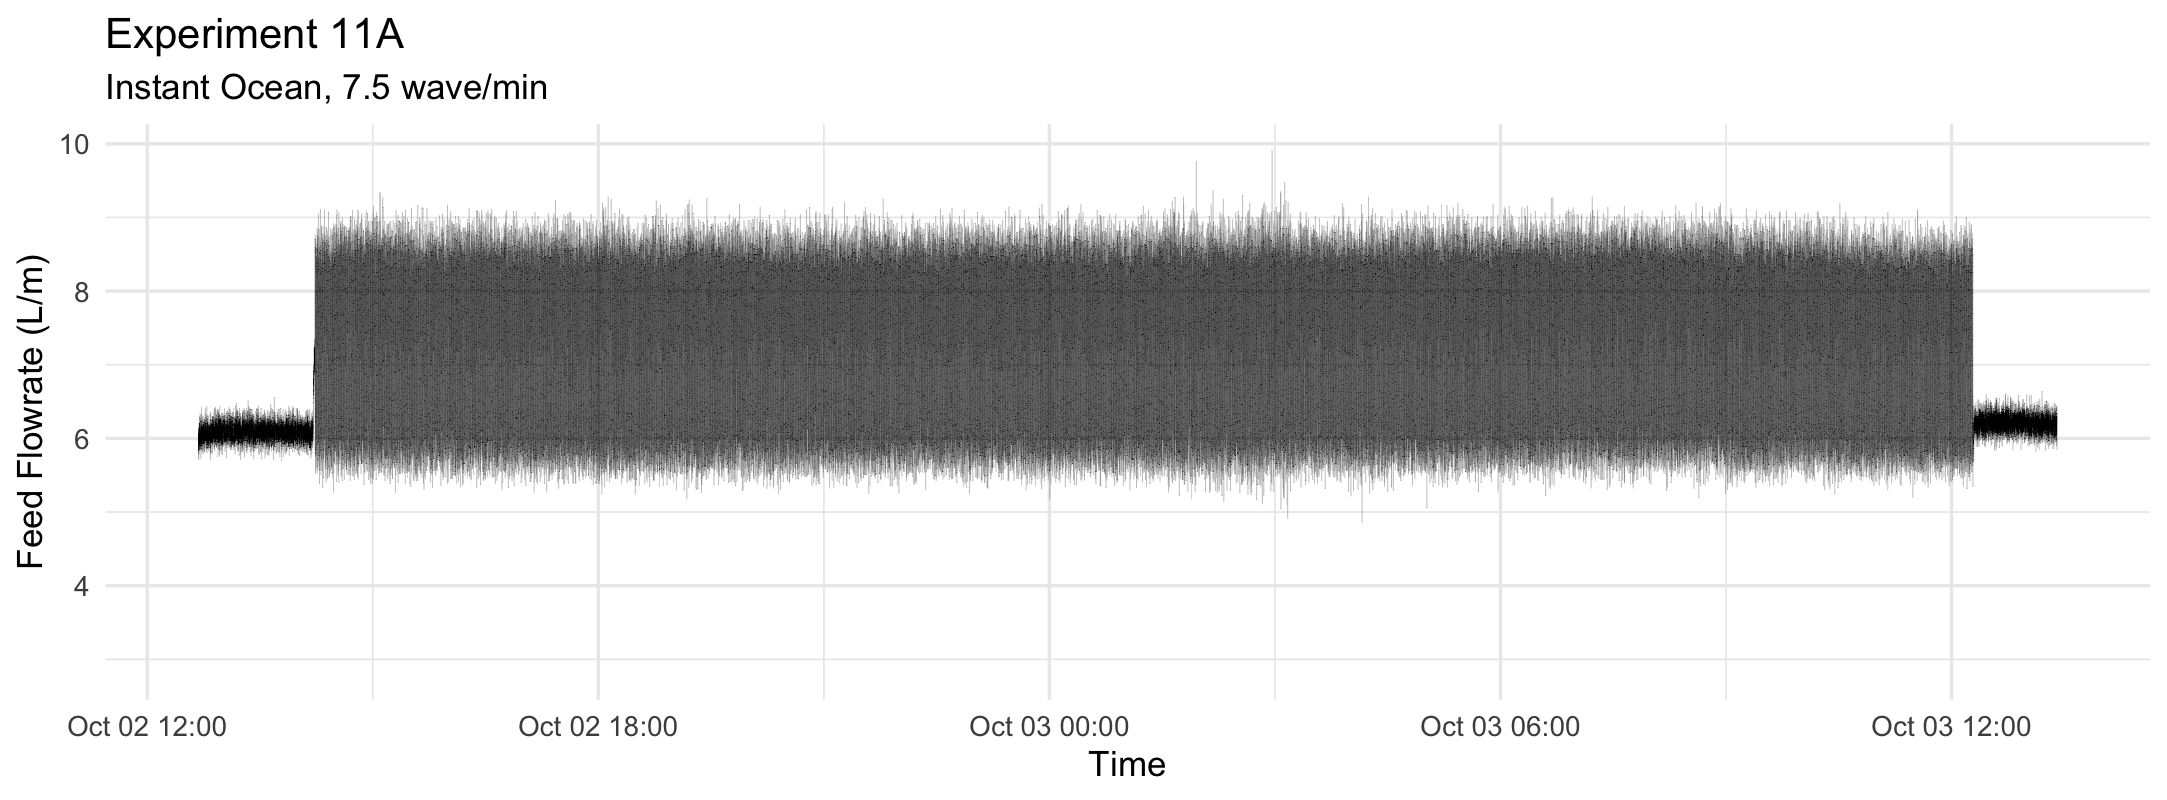 Experiment 11A
Instant Ocean, 7.5 wave/min
Feed Flowrate (L/m)
10
8
6
4
Oct 02 12:00 Oct 02 18:00 Oct 03 00:00 Oct 03 06:00 Oct 03 12:00
Time